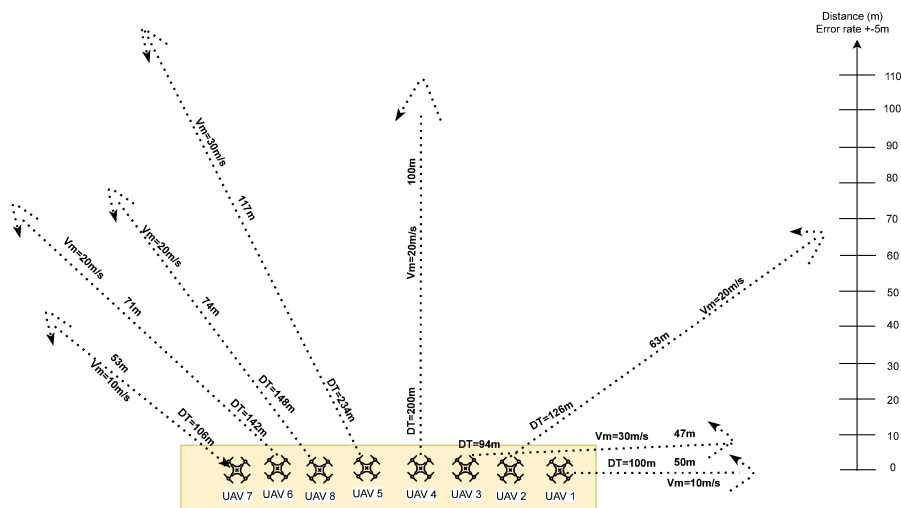 Distance (m)
Error rate +-5m
110
100
90
80
70
60
50
40
30
20
10
0
Vm=30m/s
117m
DT=234m
100m
Vm=20m/s
DT=200m
Vm=20m/s
71m
DT=142m
Vm=20m/s
74m
DT=148m
53m
Vm=10m/s
DT=106m
Vm=20m/s
63m
DT=126m
DT=94m
Vm=30m/s
47m
DT=100m
50m
Vm=10m/s
UAV 7
UAV 6
UAV 8
UAV 5
UAV 4
UAV 3
UAV 2
UAV 1